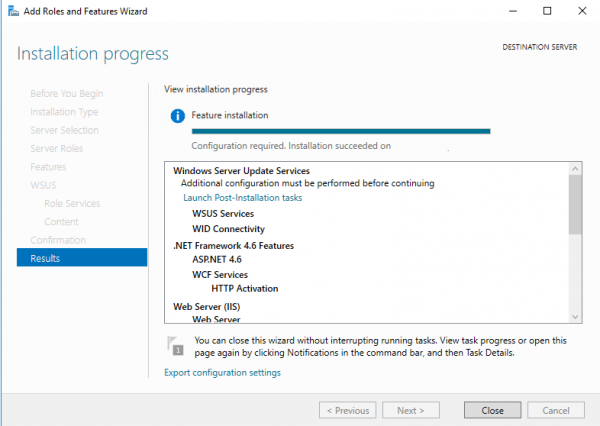 Add Roles and Features Wizard
Installation progress
DESTINATION SERVER
Before You Begin
Installation Type
Server Selection
Server Roles
Features
WSUS
Role Services
Content
Confirmation
Results
View installation progress
Feature installation
Configuration required. Installation succeeded on .
Windows Server Update Services
Additional configuration must be performed before continuing
Launch Post-Installation tasks
WSUS Services
WID Connectivity
.NET Framework 4.6 Features
ASP.NET 4.6
WCF Services
HTTP Activation
Web Server (IIS)
Web Server
1
You can close this wizard without interrupting running tasks. View task progress or open this
page again by clicking Notifications in the command bar, and then Task Details.
Export configuration settings
< Previous
Next >
Close
Cancel